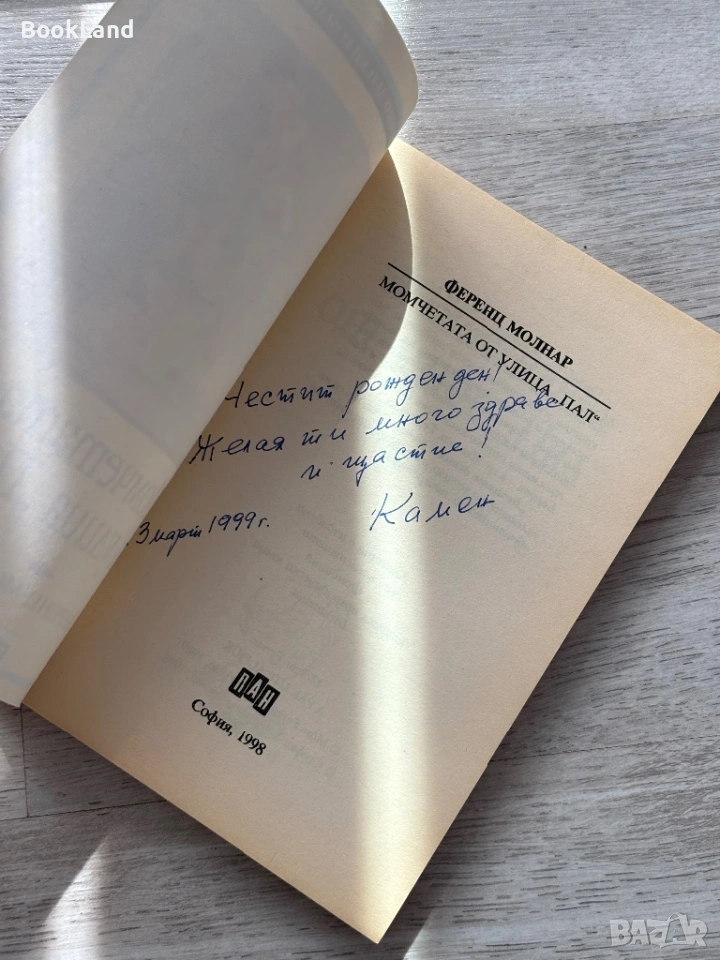 BookLand
ФЕРЕНЦ МОЛНАР
МОМЧЕТАТА ОТ УЛИЦА „ПАЛ“
Честит рожден ден!
Желая ти много здраве
и щастие!
3 март 1999 г.
Камен
ПАН
София, 1998
BAZAR